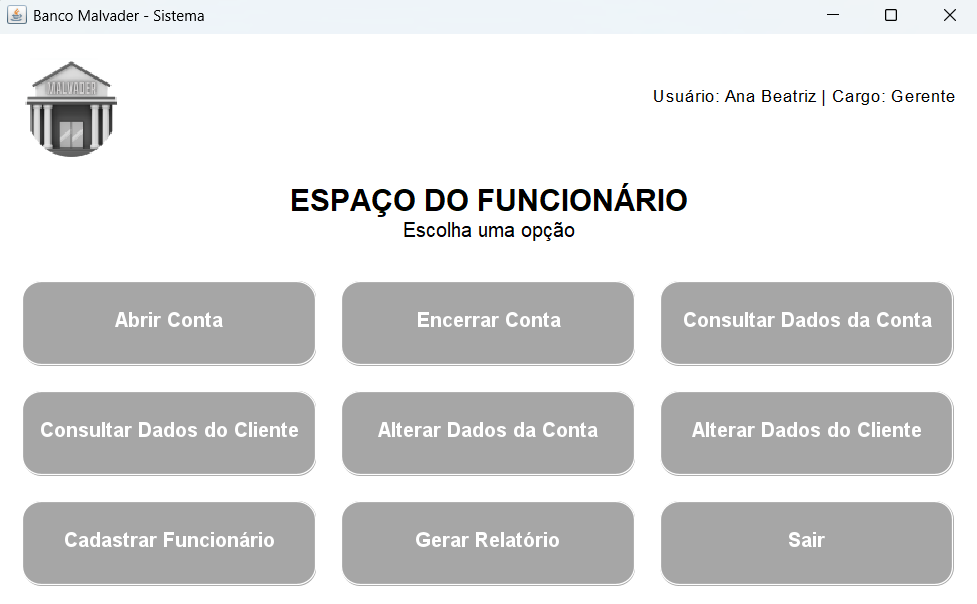 Banco Malvader - Sistema
MALVADER
Usuário: Ana Beatriz | Cargo: Gerente
ESPAÇO DO FUNCIONÁRIO
Escolha uma opção
Abrir Conta
Encerrar Conta
Consultar Dados da Conta
Consultar Dados do Cliente
Alterar Dados da Conta
Alterar Dados do Cliente
Cadastrar Funcionário
Gerar Relatório
Sair